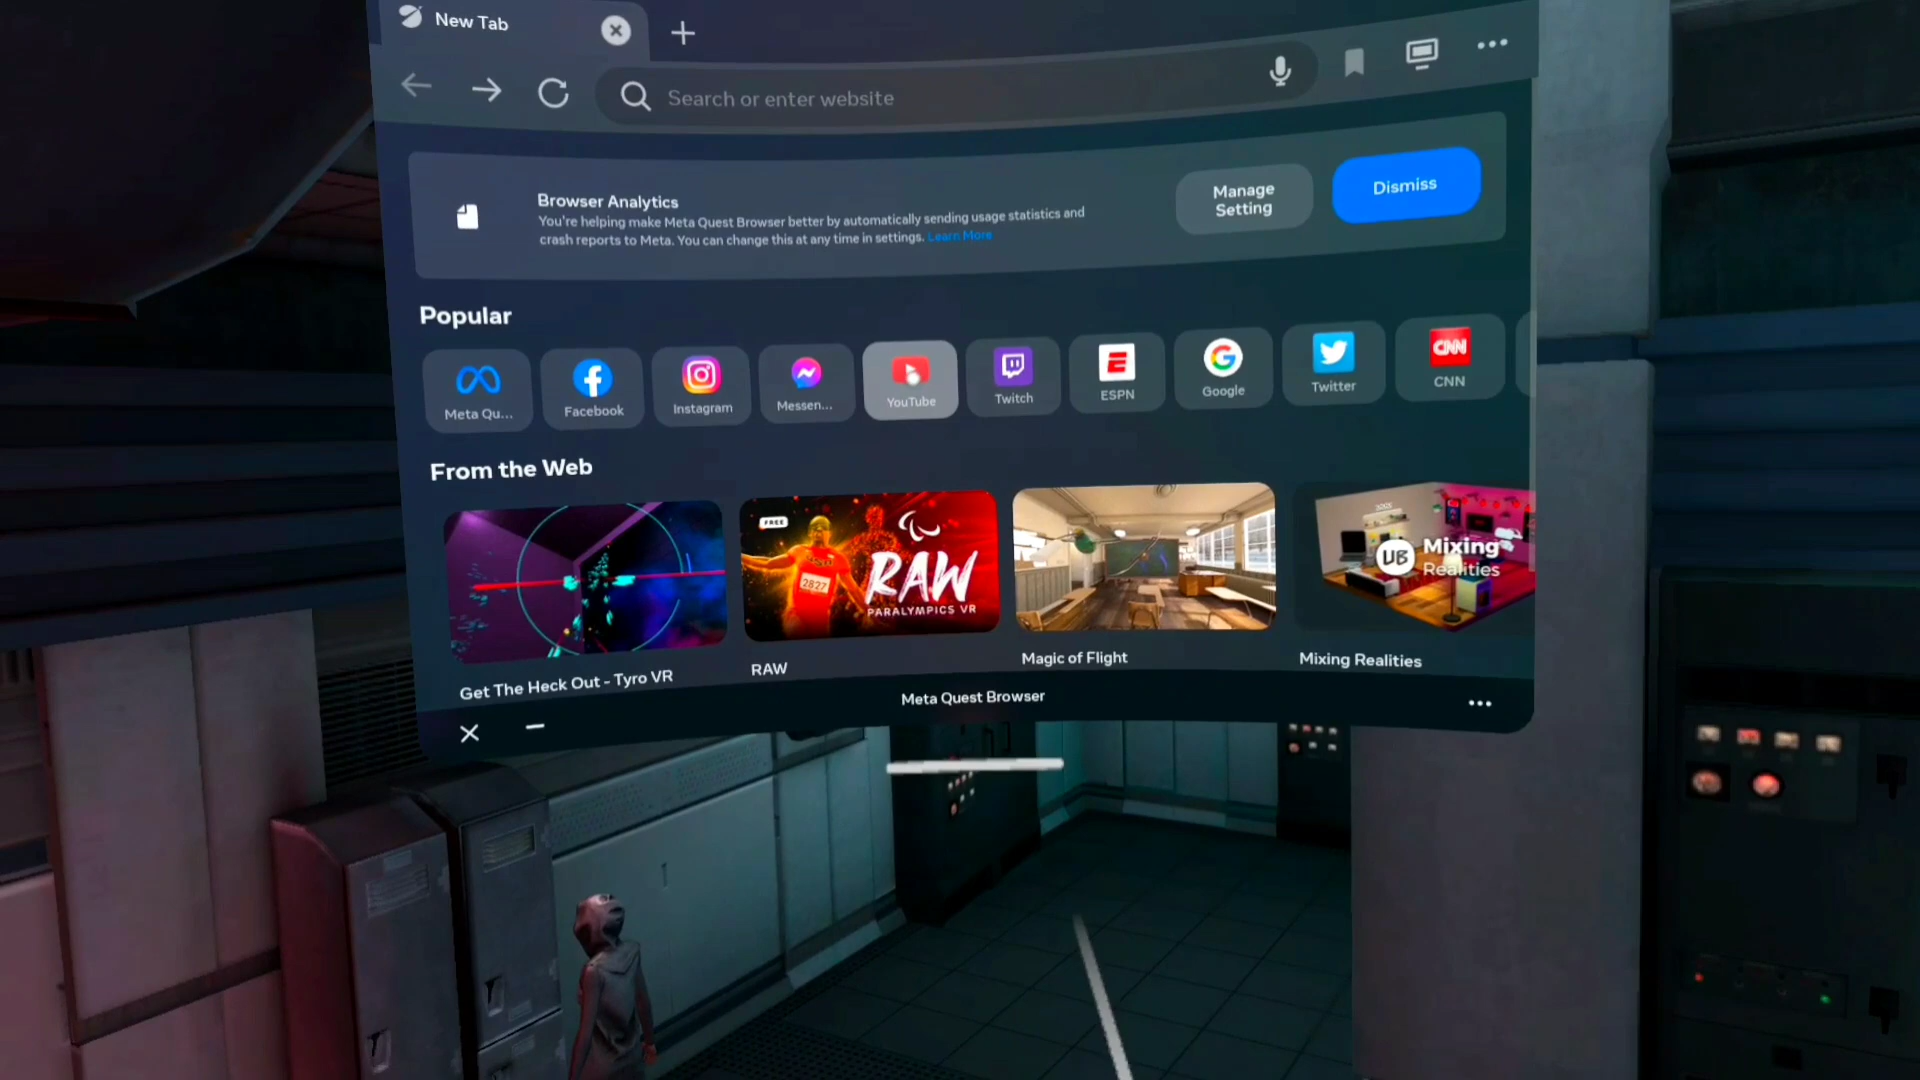 New Tab
Search or enter website
Browser Analytics
You're helping make Meta Quest Browser better by automatically sending usage statistics and
crash reports to Meta. You can change this at any time in settings. Learn More
Manage
Setting
Dismiss
Popular
Meta Qu...
Facebook
Instagram
Messen...
YouTube
Twitch
ESPN
Google
Twitter
CNN
CNN
From the Web
FREE
2827
RAW
PARALYMPICS VR
UB
Mixing
Realities
Get The Heck Out - Tyro VR
RAW
Magic of Flight
Mixing Realities
Meta Quest Browser